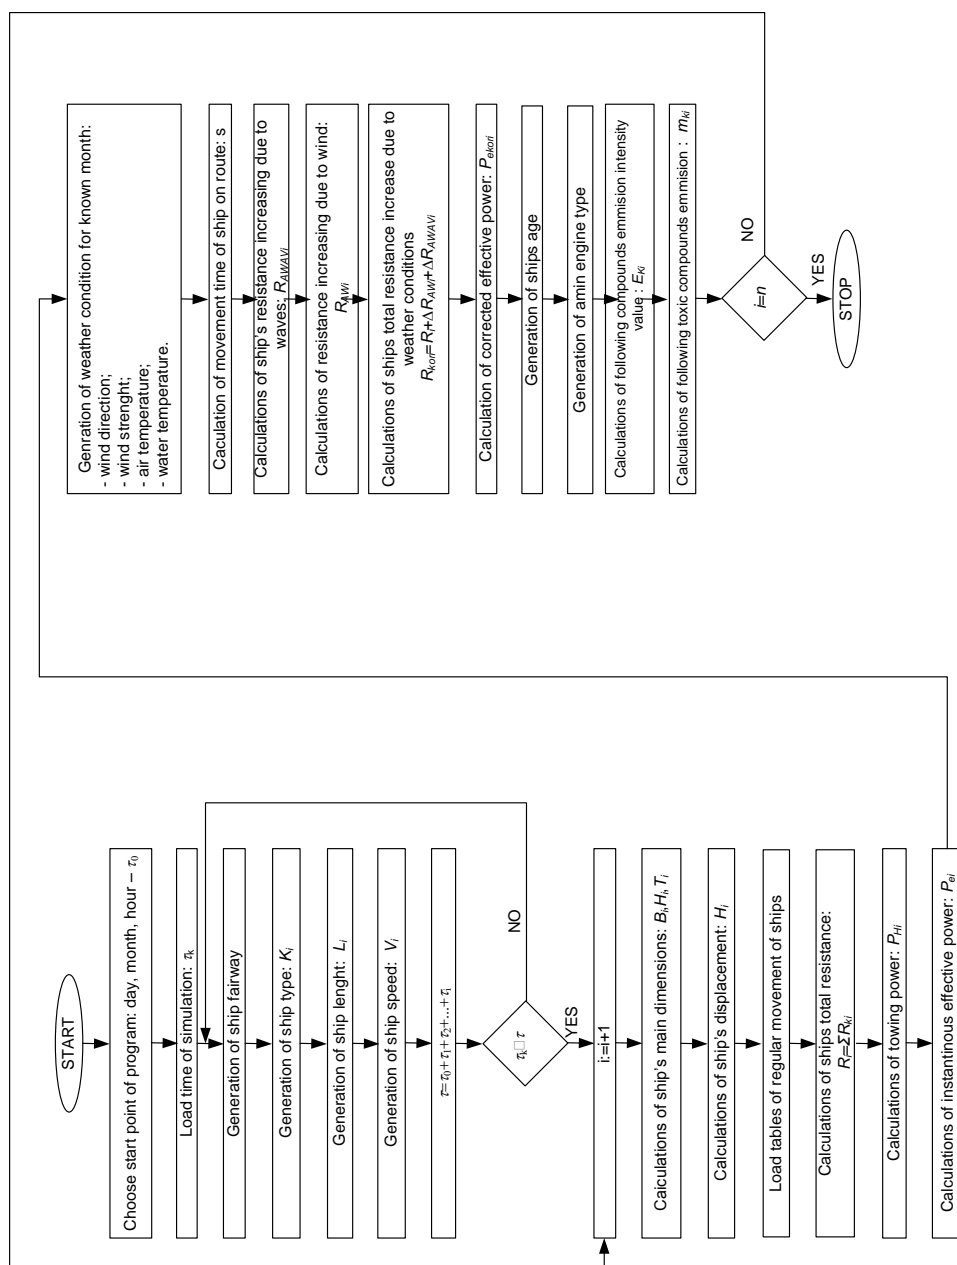 START
Choose start point of program: day, month, hour – τ0
Load time of simulation: τk
Generation of ship fairway
Generation of ship type: Ki
Generation of ship lenght: Li
Generation of ship speed: Vi
τ=τ0+τ1+τ2+...+τi
τk□ τ
NO
YES
i:=i+1
Calculations of ship's main dimensions: Bi,Hi,Ti
Calculations of ship's displacement: Hi
Load tables of regular movement of ships
Calculations of ships total resistance:
Ri=ΣRki
Calculations of towing power: PHi
Calculations of instantinous effective power: Pei
Genration of weather condition for known month:
- wind direction;
- wind strenght;
- air temperature;
- water temperature.
Caculation of movement time of ship on route: s
Calculations of ship's resistance increasing due to
waves: RAWAVi
Calculations of resistance increasing due to wind:
RAWi
Calculations of ships total resistance increase due to
weather conditions
Rkori=Ri+ΔRAWi+ΔRAWAVi
Calculation of corrected effective power: Pekori
Generation of ships age
Generation of amin engine type
Calculations of following compounds emmision intensity
value : EKi
Calculations of following toxic compounds emmision : mki
i=n
NO
YES
STOP